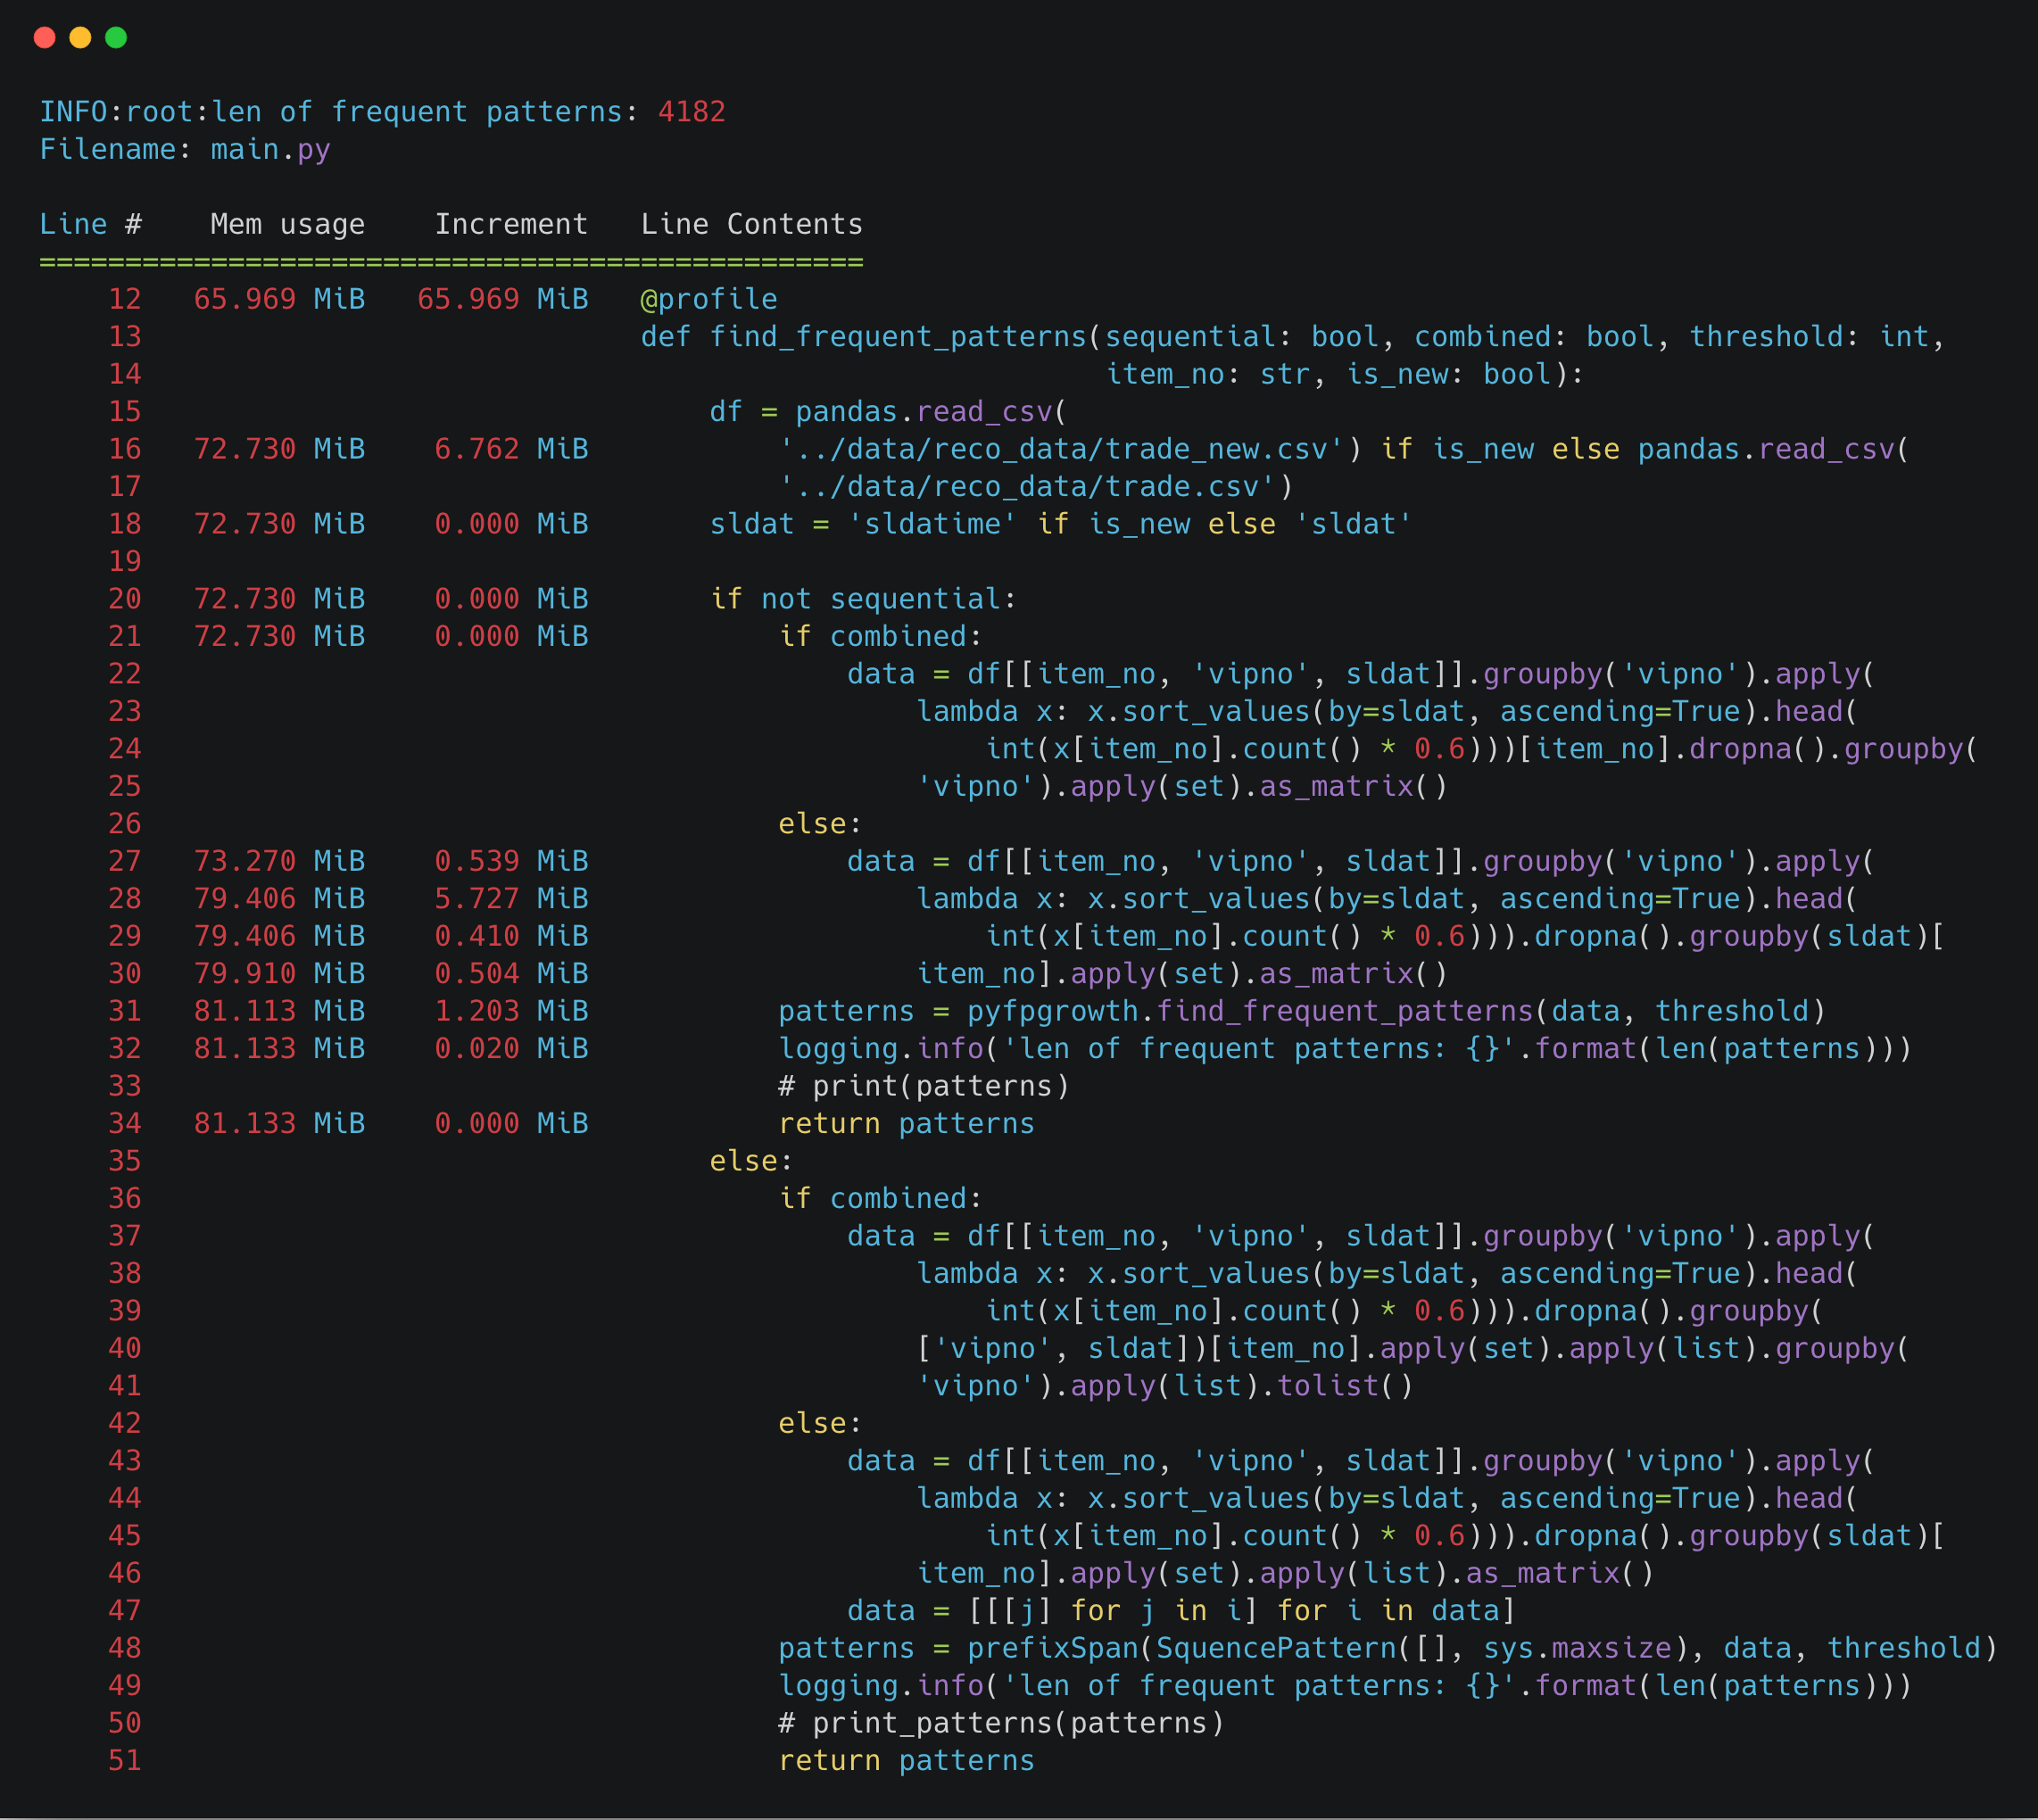 INFO:root:len of frequent patterns: 4182
Filename: main.py

Line #    Mem usage    Increment   Line Contents
================================================
    12   65.969 MiB   65.969 MiB   @profile
    13                             def find_frequent_patterns(sequential: bool, combined: bool, threshold: int,
    14                                                        item_no: str, is_new: bool):
    15                                 df = pandas.read_csv(
    16   72.730 MiB    6.762 MiB           '../data/reco_data/trade_new.csv') if is_new else pandas.read_csv(
    17                                     '../data/reco_data/trade.csv')
    18   72.730 MiB    0.000 MiB       sldat = 'sldatime' if is_new else 'sldat'
    19
    20   72.730 MiB    0.000 MiB       if not sequential:
    21   72.730 MiB    0.000 MiB           if combined:
    22                                         data = df[[item_no, 'vipno', sldat]].groupby('vipno').apply(
    23                                             lambda x: x.sort_values(by=sldat, ascending=True).head(
    24                                                 int(x[item_no].count() * 0.6)))[item_no].dropna().groupby(
    25                                             'vipno').apply(set).as_matrix()
    26                                     else:
    27   73.270 MiB    0.539 MiB               data = df[[item_no, 'vipno', sldat]].groupby('vipno').apply(
    28   79.406 MiB    5.727 MiB                   lambda x: x.sort_values(by=sldat, ascending=True).head(
    29   79.406 MiB    0.410 MiB                       int(x[item_no].count() * 0.6))).dropna().groupby(sldat)[
    30   79.910 MiB    0.504 MiB                   item_no].apply(set).as_matrix()
    31   81.113 MiB    1.203 MiB           patterns = pyfpgrowth.find_frequent_patterns(data, threshold)
    32   81.133 MiB    0.020 MiB           logging.info('len of frequent patterns: {}'.format(len(patterns)))
    33                                     # print(patterns)
    34   81.133 MiB    0.000 MiB           return patterns
    35                                 else:
    36                                     if combined:
    37                                         data = df[[item_no, 'vipno', sldat]].groupby('vipno').apply(
    38                                             lambda x: x.sort_values(by=sldat, ascending=True).head(
    39                                                 int(x[item_no].count() * 0.6))).dropna().groupby(
    40                                             ['vipno', sldat])[item_no].apply(set).apply(list).groupby(
    41                                             'vipno').apply(list).tolist()
    42                                     else:
    43                                         data = df[[item_no, 'vipno', sldat]].groupby('vipno').apply(
    44                                             lambda x: x.sort_values(by=sldat, ascending=True).head(
    45                                                 int(x[item_no].count() * 0.6))).dropna().groupby(sldat)[
    46                                             item_no].apply(set).apply(list).as_matrix()
    47                                         data = [[[j] for j in i] for i in data]
    48                                     patterns = prefixSpan(SquencePattern([], sys.maxsize), data, threshold)
    49                                     logging.info('len of frequent patterns: {}'.format(len(patterns)))
    50                                     # print_patterns(patterns)
    51                                     return patterns